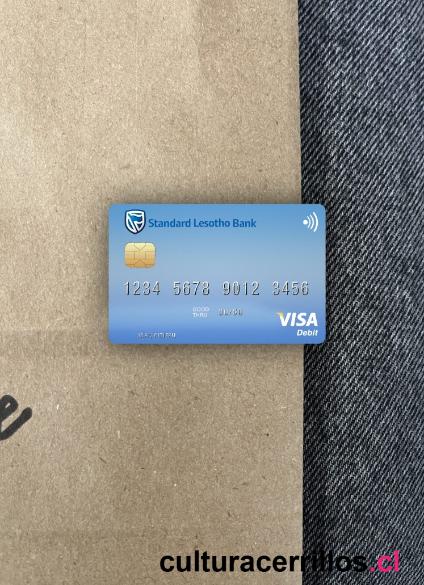 Standard Lesotho Bank
1234 5678 9012 3456
GOOD
THRU
VISA
Debit
culturacerrillos.cl